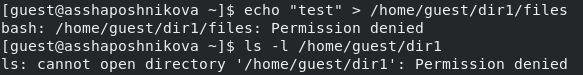 [guest@asshaposhnikova ~]$ echo "test" > /home/guest/dir1/files
bash: /home/guest/dir1/files: Permission denied
[guest@asshaposhnikova ~]$ ls -l /home/guest/dir1
ls: cannot open directory '/home/guest/dir1': Permission denied